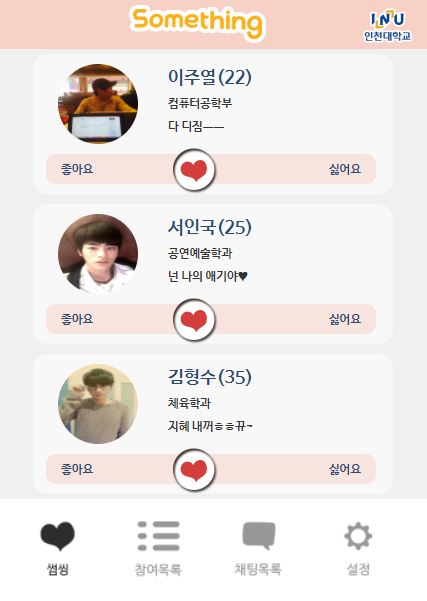 Something
INU
인천대학교
이주열(22)
컴퓨터공학부
다 디짐ㅡㅡ
좋아요
싫어요
서인국(25)
공연예술학과
넌 나의 애기야♥
좋아요
싫어요
김형수(35)
체육학과
지혜 내꺼ㅎㅎ뀨~
좋아요
싫어요
썸씽
참여목록
채팅목록
설정